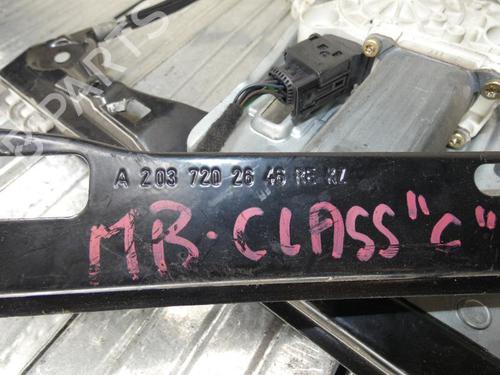 A 203 720 26 46 RE KZ
MB. CLASS "C"
PARTS